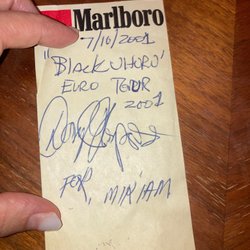 Marlboro
7/10/2001
"BLACK UHURU"
EURO TOUR
2001
FOR, MIRIAM